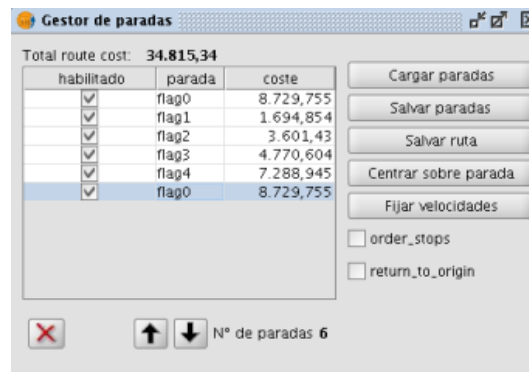 Gestor de paradas
Total route cost: 34.815,34
habilitado parada coste
flag0 8.729,755
flag1 1.694,854
flag2 3.601,43
flag3 4.770,604
flag4 7.288,945
flag0 8.729,755
Cargar paradas
Salvar paradas
Salvar ruta
Centrar sobre parada
Fijar velocidades
order_stops
return_to_origin
Nº de paradas 6